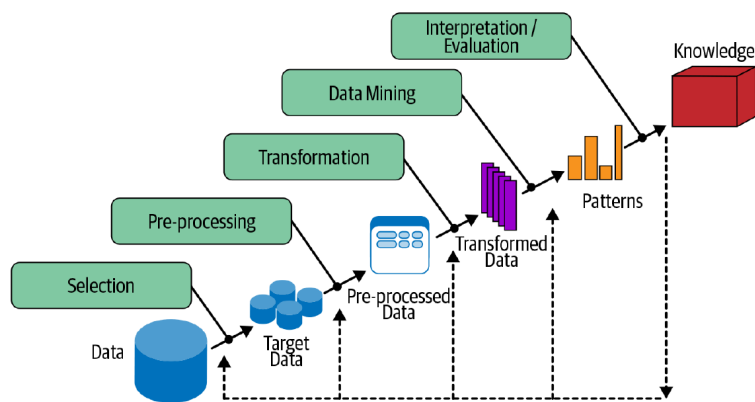 Interpretation /
Evaluation
Knowledge
Data Mining
Transformation
Patterns
Pre-processing
Transformed
Data
Selection
Pre-processed
Data
Target
Data
Data